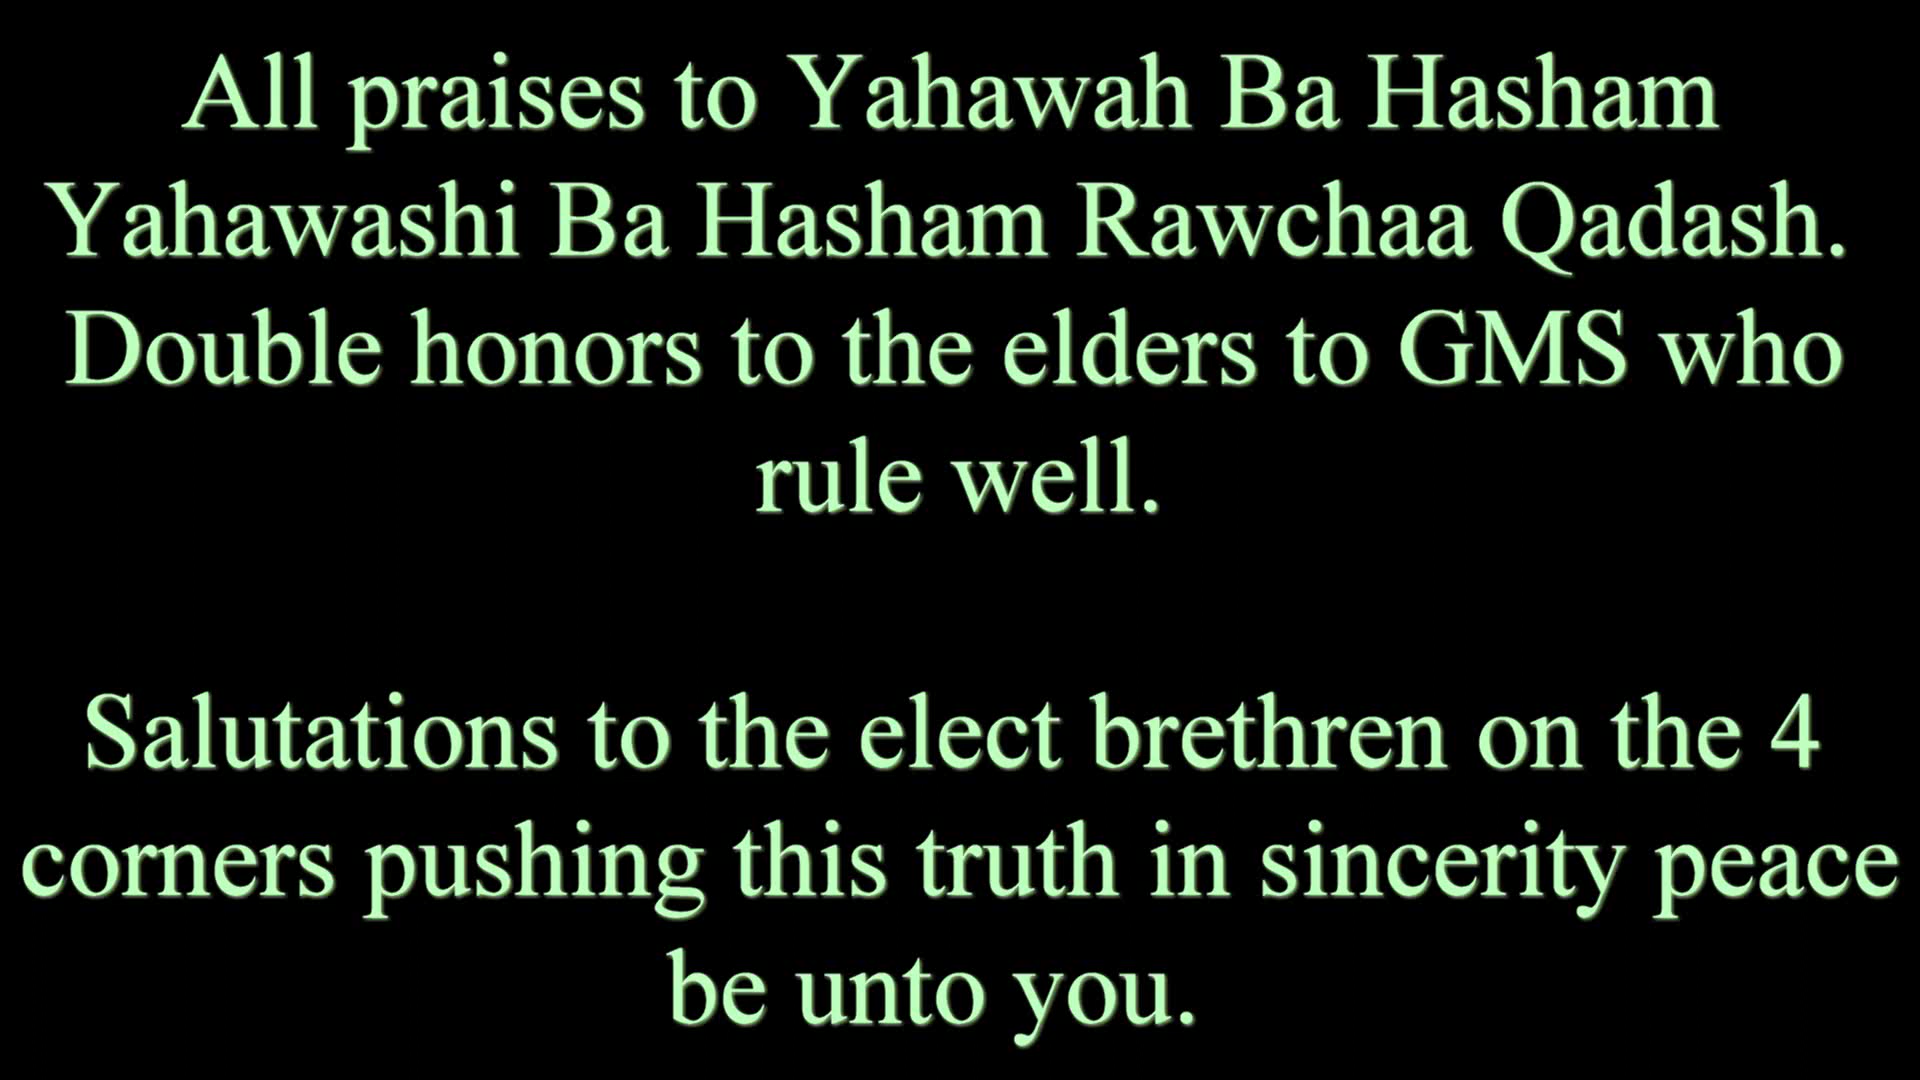 All praises to Yahawah Ba Hasham
Yahawashi Ba Hasham Rawchaa Qadash.
Double honors to the elders to GMS who
rule well.
Salutations to the elect brethren on the 4
corners pushing this truth in sincerity peace
be unto you.